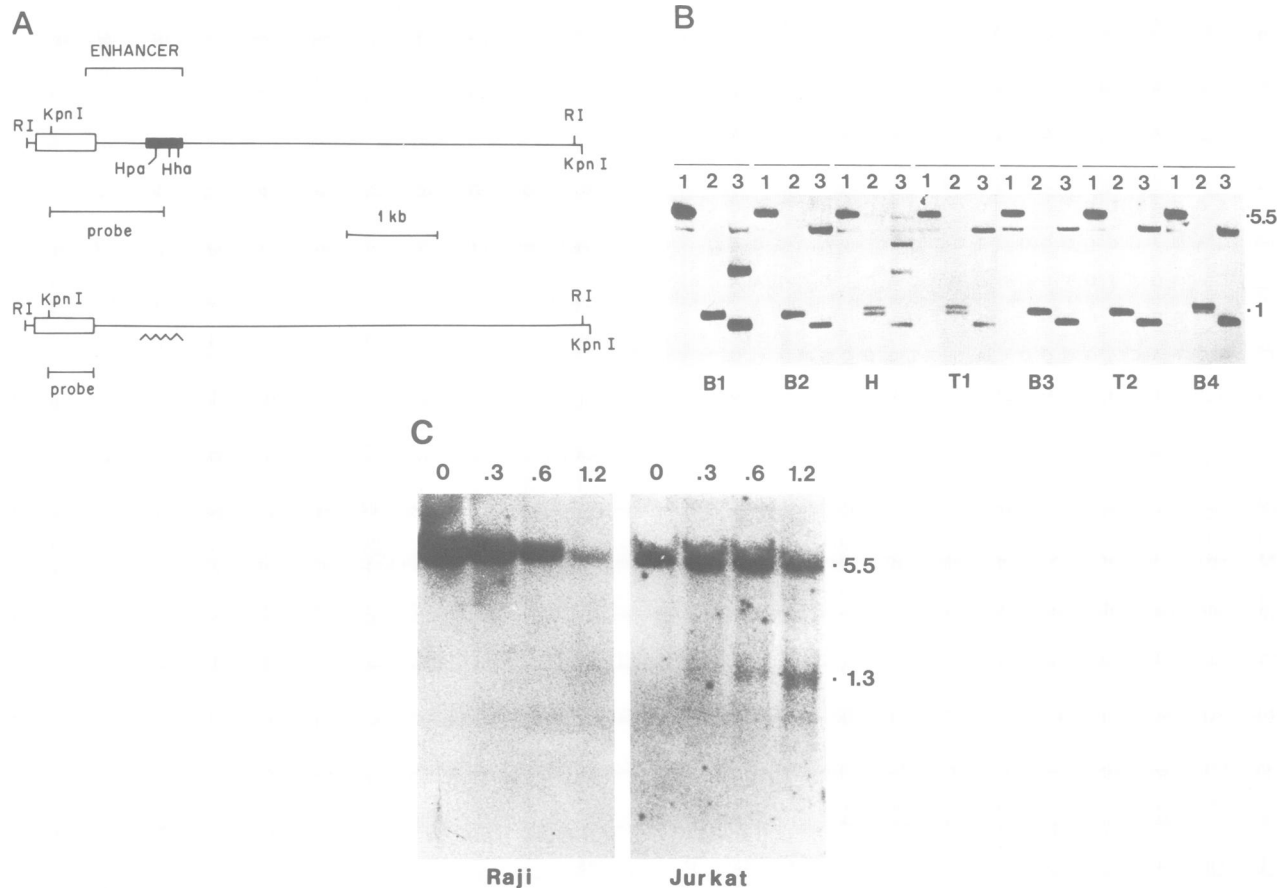 A
ENHANCER
RI
Kpn I
RI
Hpa
Hha
Kpn I
probe
1 kb
RI
Kpn I
RI
Kpn I
probe
B
1 2 3 1 2 3 1 2 3 1 2 3 1 2 3 1 2 3 1 2 3
·5.5
·1
B1 B2 H T1 B3 T2 B4
C
0 .3 .6 1.2 0 .3 .6 1.2
·5.5
·1.3
Raji Jurkat